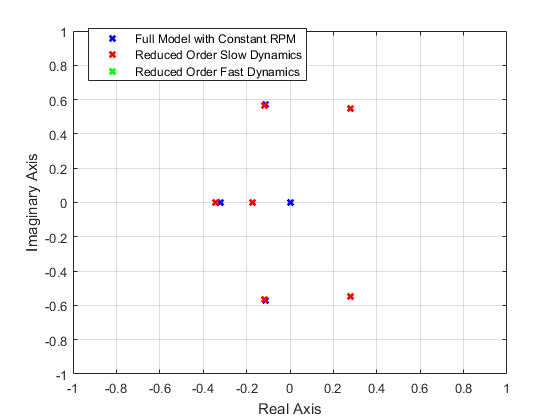 Full Model with Constant RPM
Reduced Order Slow Dynamics
Reduced Order Fast Dynamics
1
0.8
0.6
0.4
0.2
0
-0.2
-0.4
-0.6
-0.8
-1
Imaginary Axis
-1 -0.8 -0.6 -0.4 -0.2 0 0.2 0.4 0.6 0.8 1
Real Axis